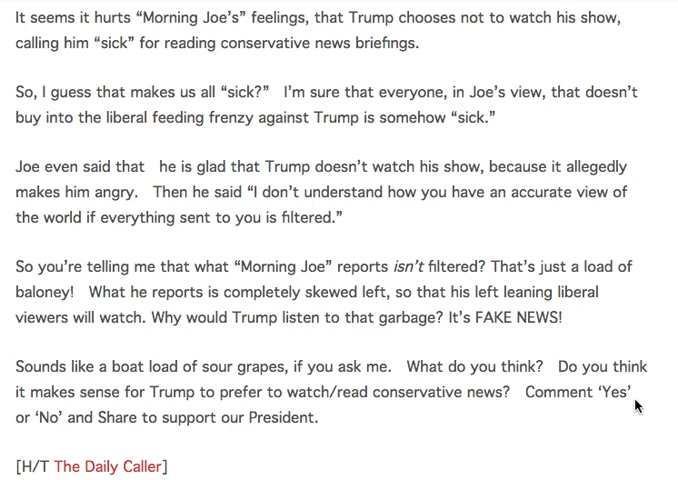 It seems it hurts “Morning Joe’s” feelings, that Trump chooses not to watch his show,
calling him “sick” for reading conservative news briefings.
So, I guess that makes us all “sick?” I’m sure that everyone, in Joe’s view, that doesn’t
buy into the liberal feeding frenzy against Trump is somehow “sick.”
Joe even said that he is glad that Trump doesn’t watch his show, because it allegedly
makes him angry. Then he said “I don’t understand how you have an accurate view of
the world if everything sent to you is filtered.”
So you’re telling me that what “Morning Joe” reports isn’t filtered? That’s just a load of
baloney! What he reports is completely skewed left, so that his left leaning liberal
viewers will watch. Why would Trump listen to that garbage? It’s FAKE NEWS!
Sounds like a boat load of sour grapes, if you ask me. What do you think? Do you think
it makes sense for Trump to prefer to watch/read conservative news? Comment ‘Yes’
or ‘No’ and Share to support our President.
[H/T The Daily Caller]